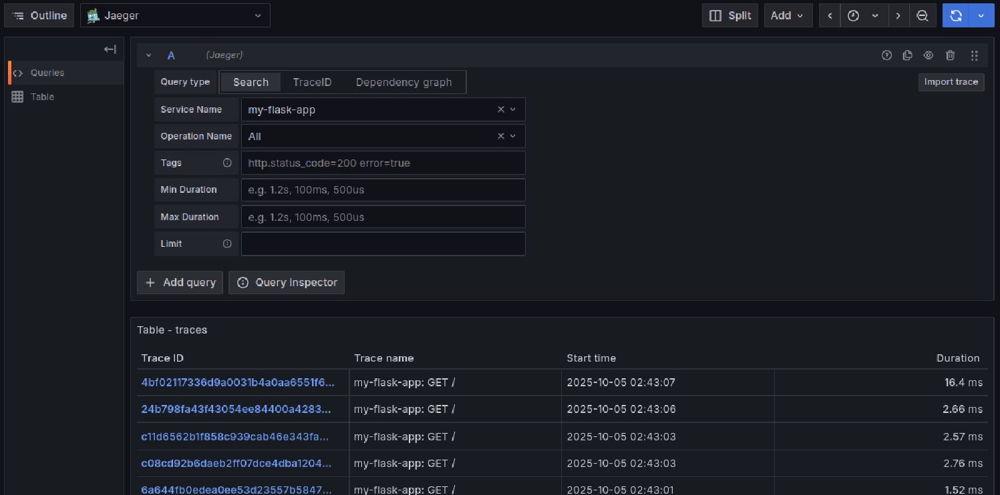 Outline Jaeger Split Add
Queries
Table
A (Jaeger)
Query type Search TraceID Dependency graph Import trace
Service Name my-flask-app
Operation Name All
Tags http.status_code=200 error=true
Min Duration e.g. 1.2s, 100ms, 500us
Max Duration e.g. 1.2s, 100ms, 500us
Limit
+ Add query Query inspector
Table - traces
Trace ID Trace name Start time Duration
4bf02117336d9a0031b4a0aa6551f6... my-flask-app: GET / 2025-10-05 02:43:07 16.4 ms
24b798fa43f43054ee84400a4283... my-flask-app: GET / 2025-10-05 02:43:06 2.66 ms
c11d6562b1f858c939cab46e343fa... my-flask-app: GET / 2025-10-05 02:43:03 2.57 ms
c08cd92b6daeb2ff07dce4dba1204... my-flask-app: GET / 2025-10-05 02:43:03 2.76 ms
6a644fb0edea0ee53d23557b5847... my-flask-app: GET / 2025-10-05 02:43:01 1.52 ms